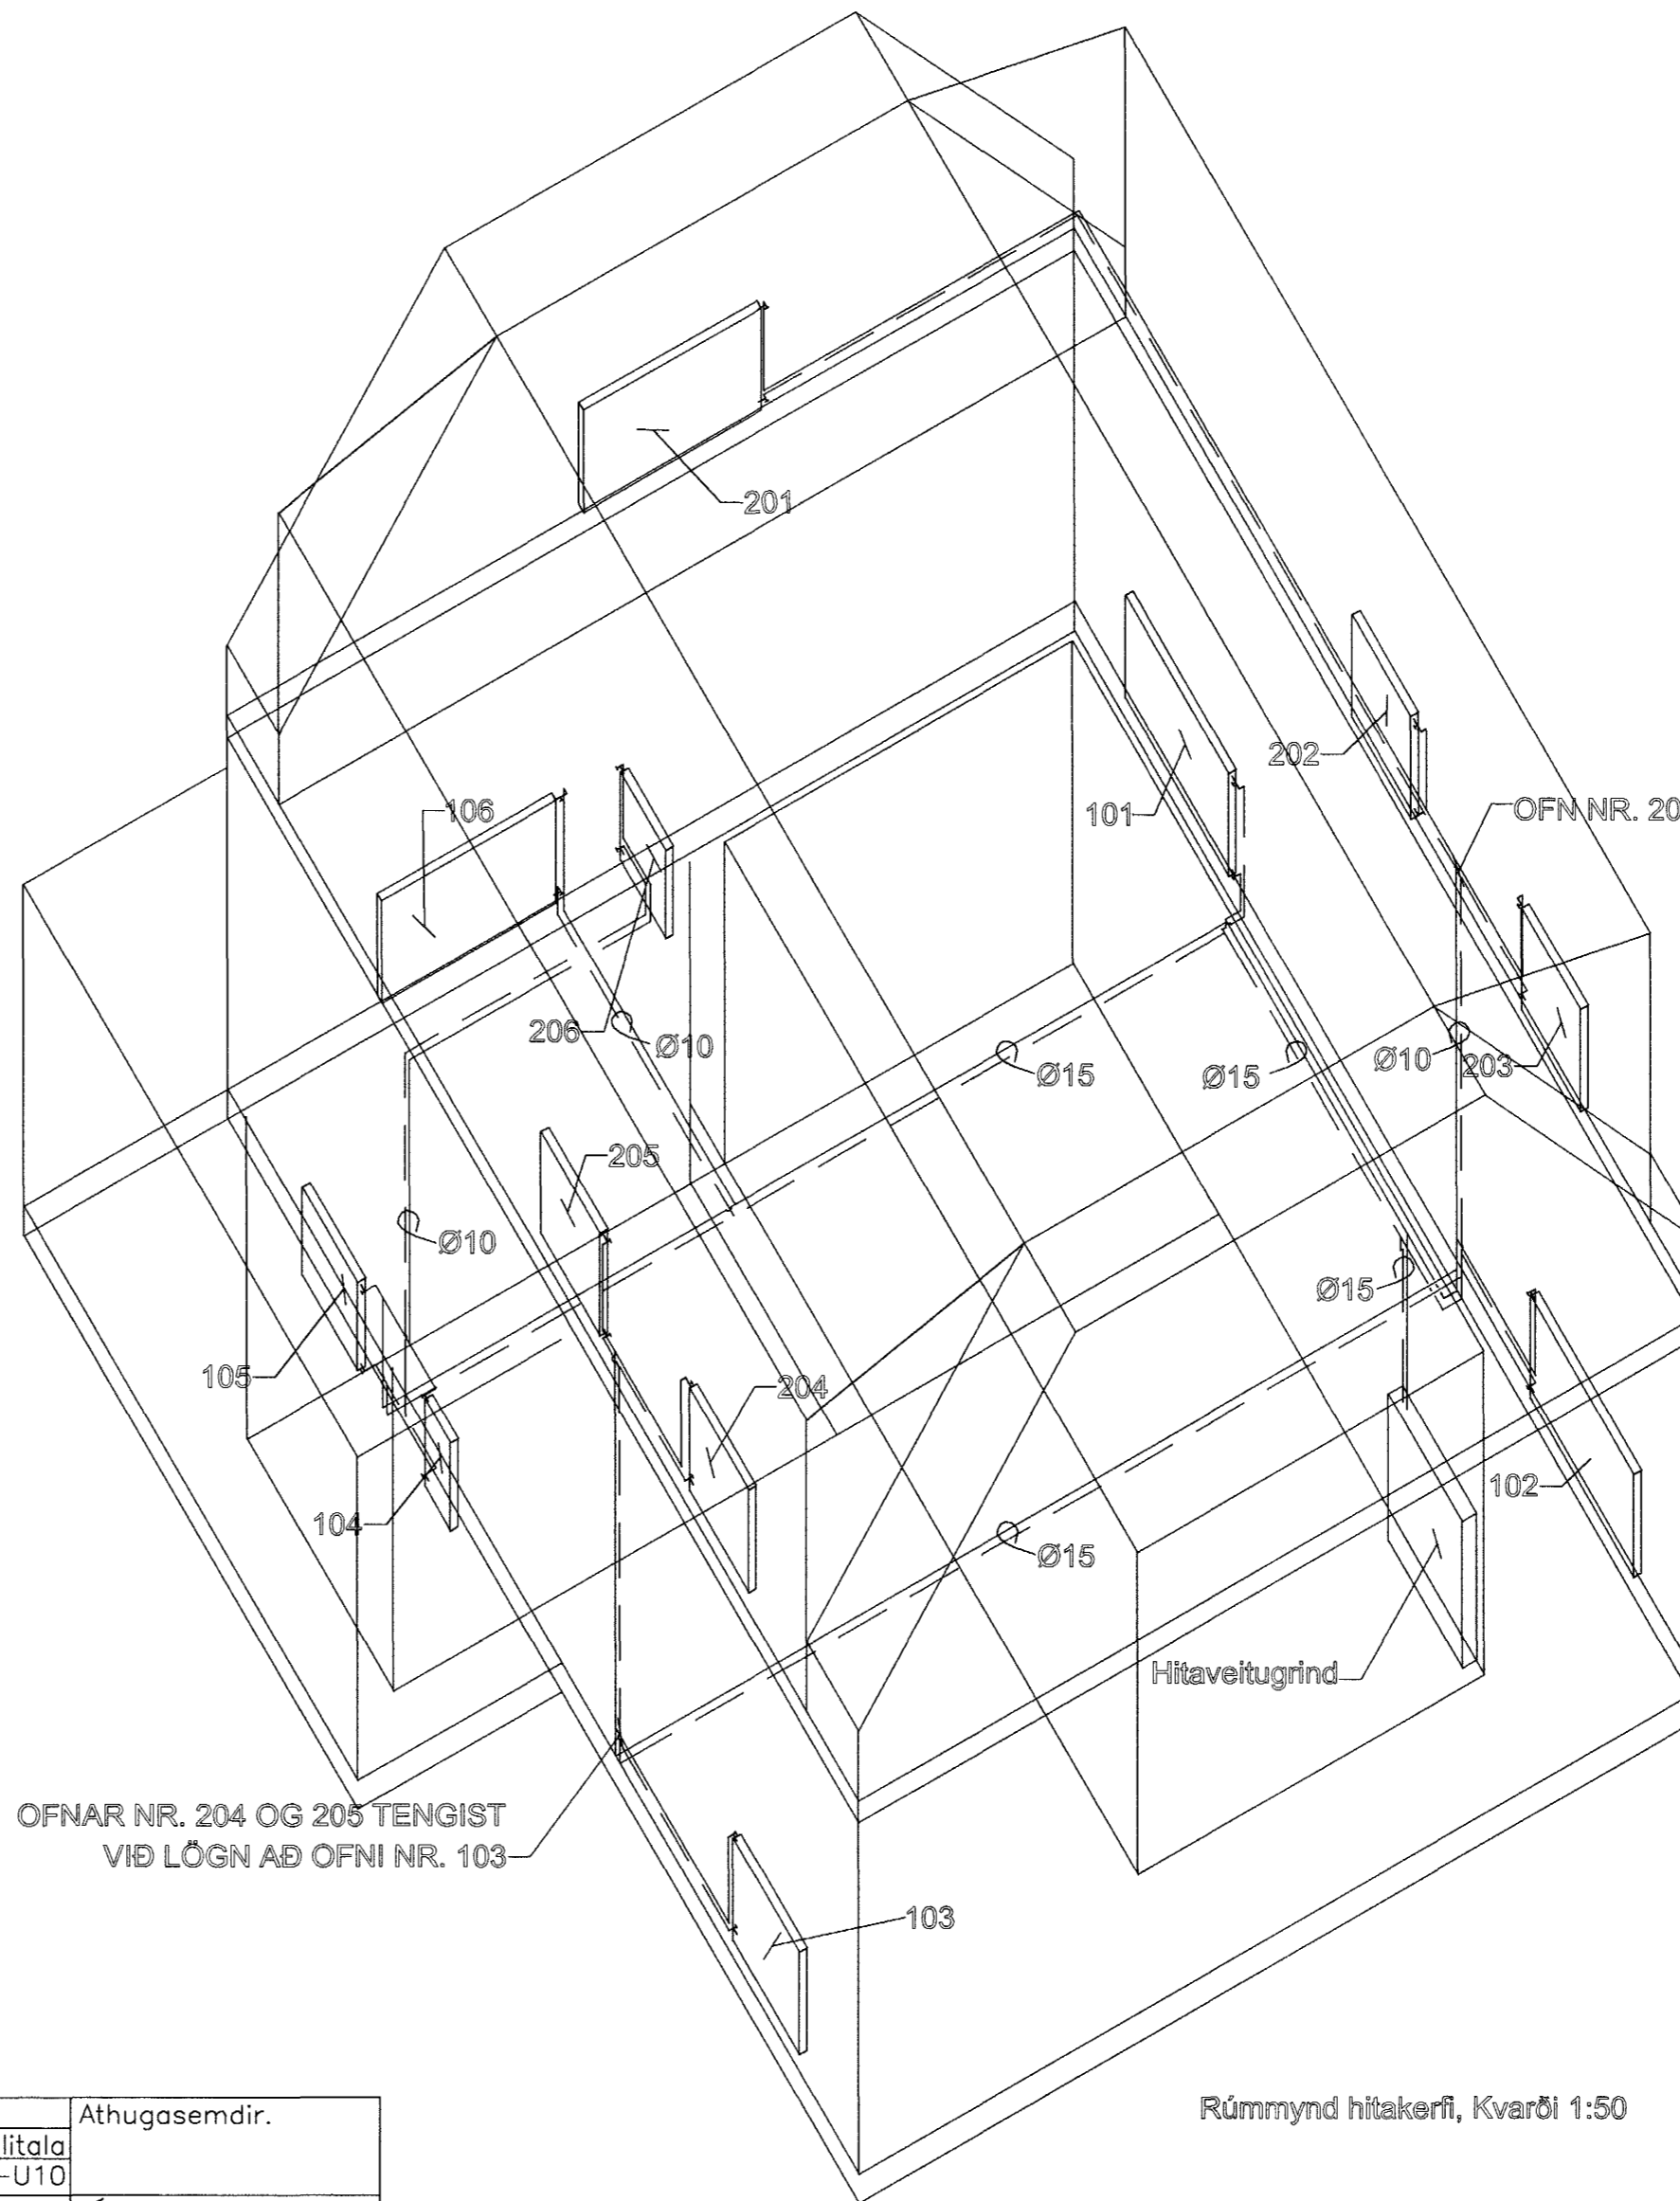 201
106
202
101
OFN NR. 20
206
Ø10
Ø15
Ø15
Ø10
203
205
Ø10
Ø15
105
204
102
104
Ø15
Hitaveitugrind
OFNAR NR. 204 OG 205 TENGIST
VIÐ LÖGN AÐ OFNI NR. 103
103
Rúmmynd hitakerfi, Kvarði 1:50
Athugasemdir.
litala
-U10